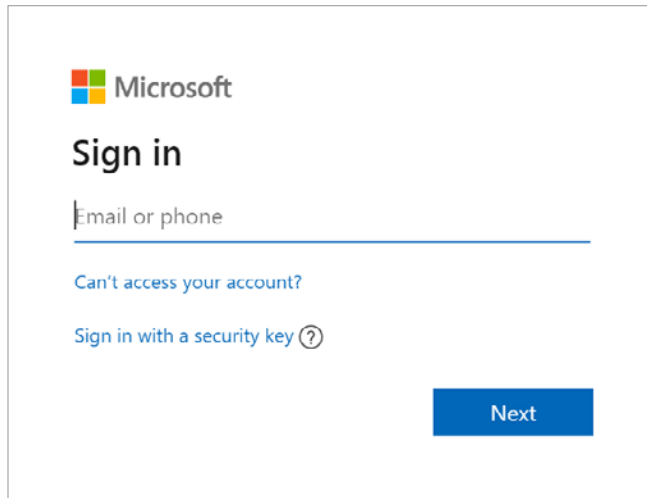 Microsoft
Sign in
Email or phone
Can't access your account?
Sign in with a security key ?
Next